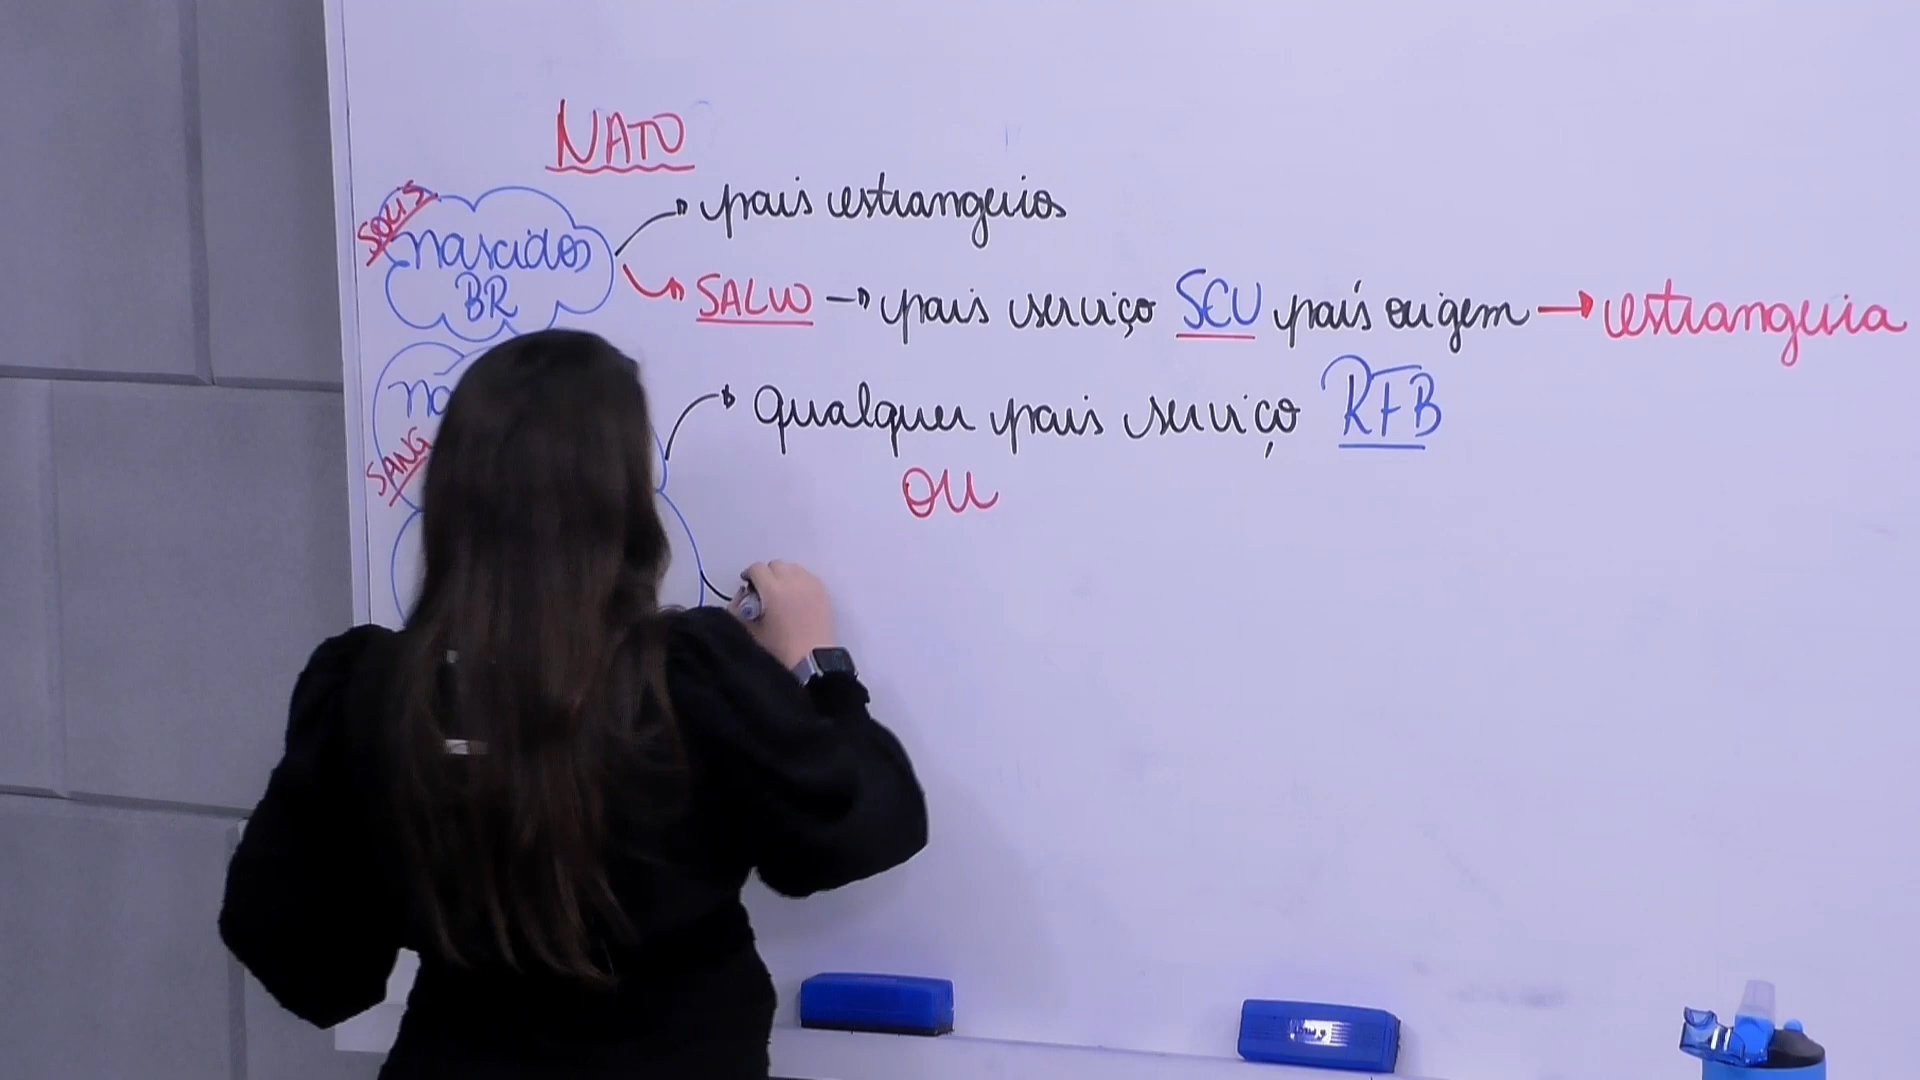 NATO
SOLIS
nascidos
BR
pais estrangeiros
SALVO → pais serviço SEU país origem → estrangeira
SANG
qualquer pais serviço RFB
OU